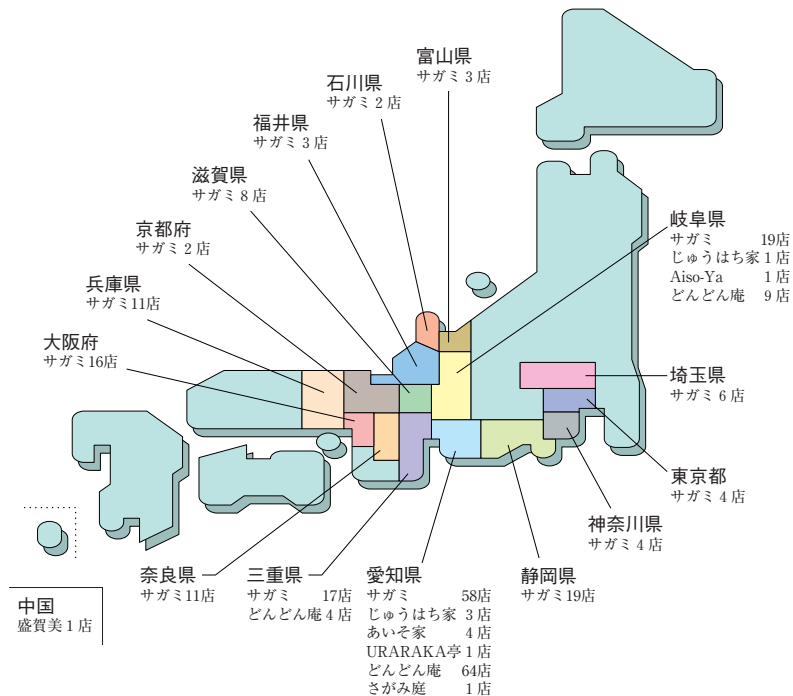 富山県
サガミ 3 店
石川県
サガミ 2 店
福井県
サガミ 3 店
滋賀県
サガミ 8 店
京都府
サガミ 2 店
兵庫県
サガミ11店
大阪府
サガミ16店
岐阜県
サガミ 19店
じゅうはち家 1 店
Aiso-Ya 1 店
どんどん庵 9 店
埼玉県
サガミ 6 店
東京都
サガミ 4 店
神奈川県
サガミ 4 店
静岡県
サガミ19店
愛知県
サガミ 58店
じゅうはち家 3 店
あいそ家 4 店
URARAKA亭 1 店
どんどん庵 64店
さがみ庭 1 店
三重県
サガミ 17店
どんどん庵 4 店
奈良県
サガミ11店
中国
盛賀美 1 店